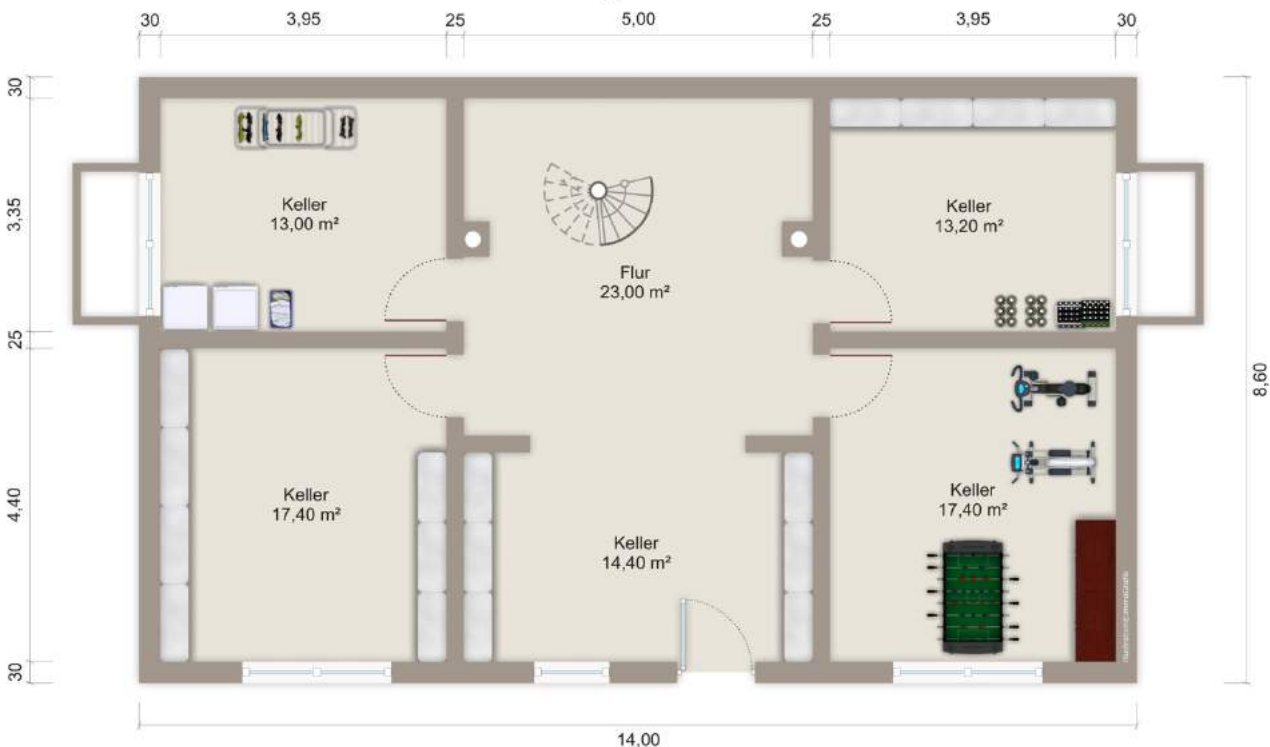 30 3,95 25 5,00 25 3,95 30
30
3,35
25
4,40
30
8,60
Keller
13,00 m²
Keller
13,20 m²
Flur
23,00 m²
Keller
17,40 m²
Keller
17,40 m²
Keller
14,40 m²
14,00